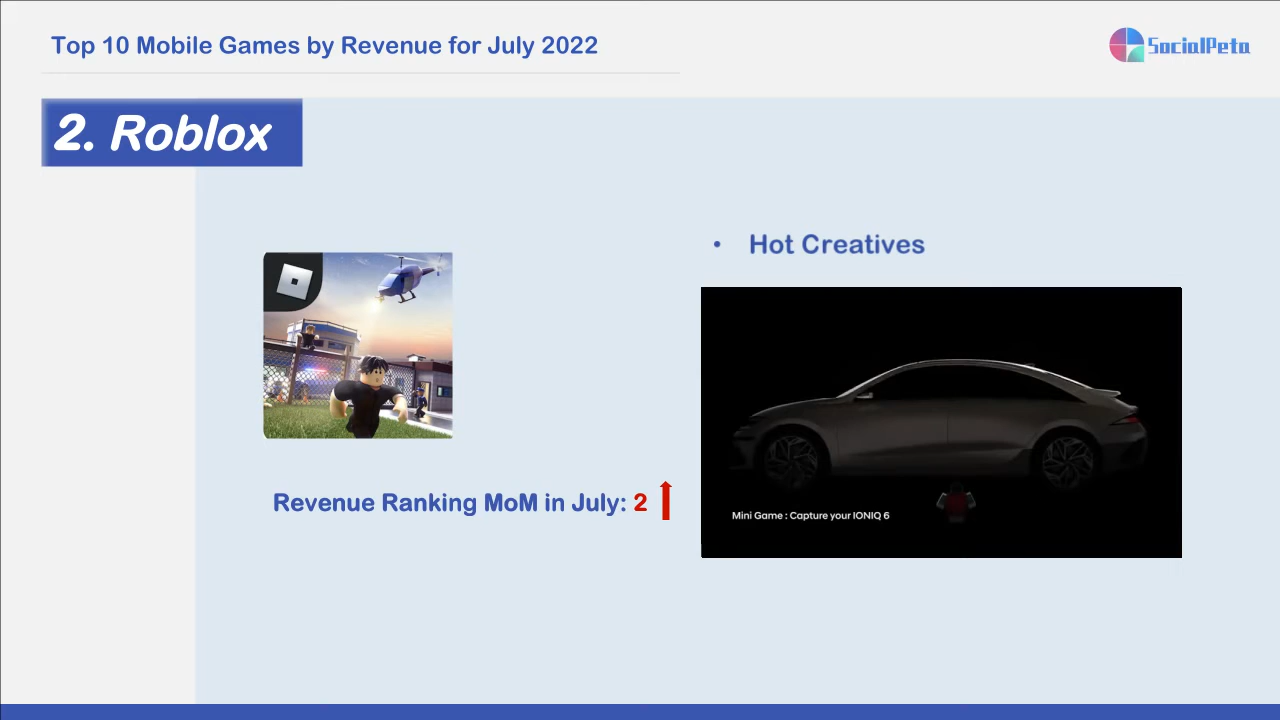 Top 10 Mobile Games by Revenue for July 2022
SocialPeta
2. Roblox
• Hot Creatives
Revenue Ranking MoM in July: 2
Mini Game : Capture your IONIQ 6